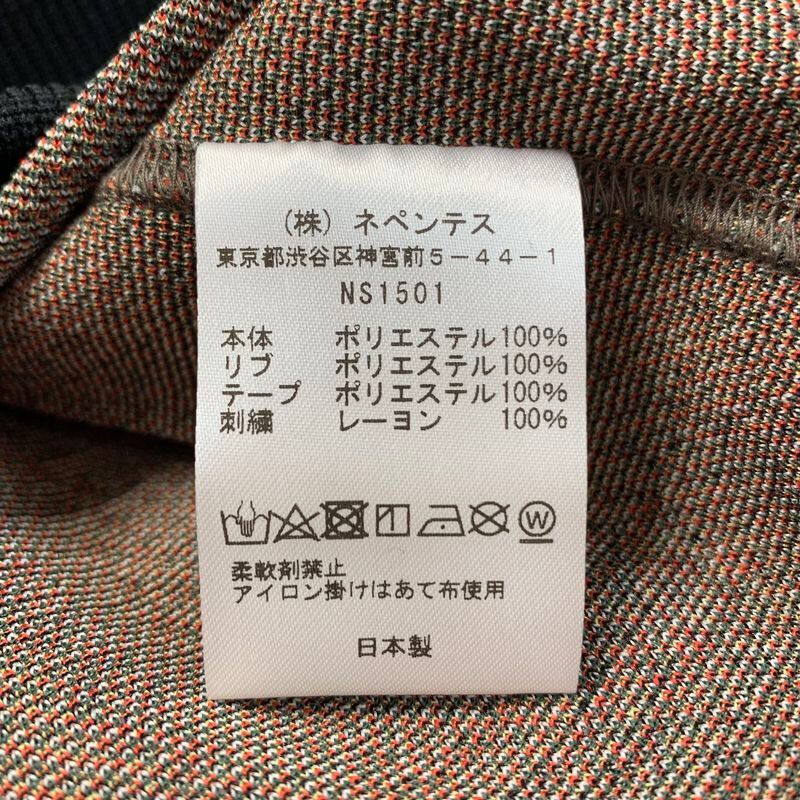 (株) ネペンテス
東京都渋谷区神宮前5-44-1
NS1501
本体 ポリエステル100%
リブ ポリエステル100%
テープ ポリエステル100%
刺繍 レーヨン 100%
W
柔軟剤禁止
アイロン掛けはあて布使用
日本製